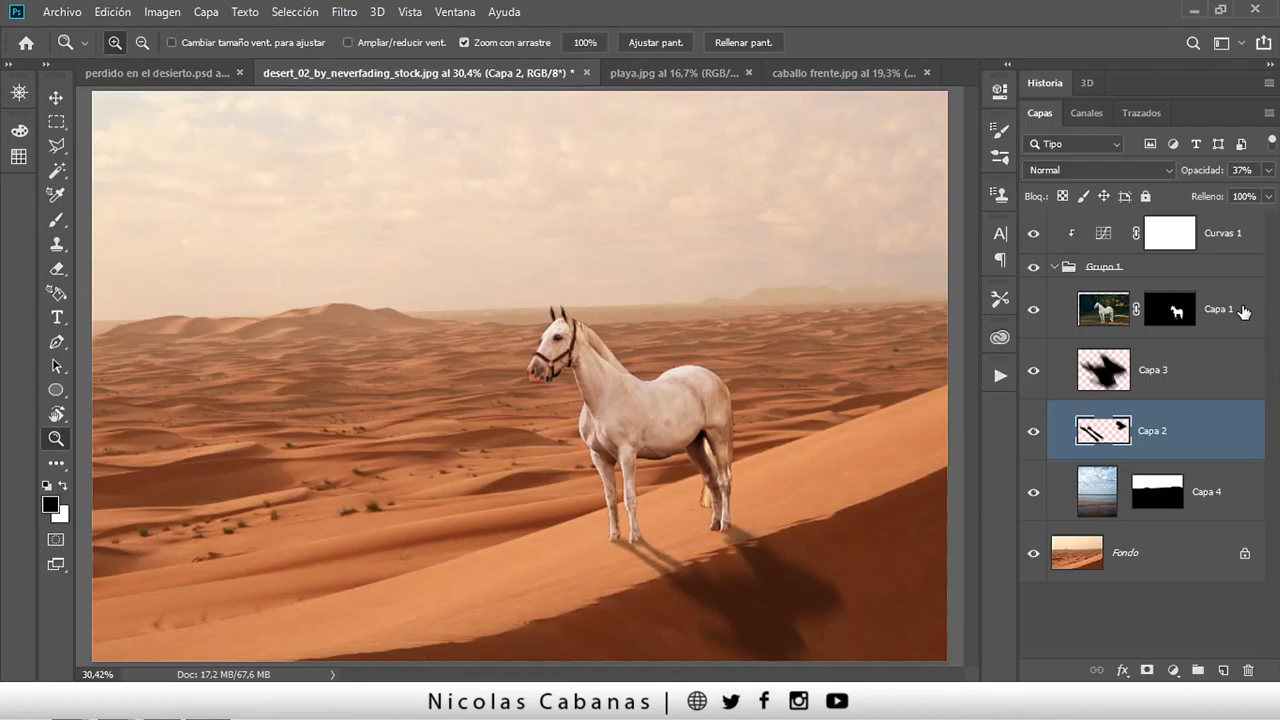 Ps Archivo Edición Imagen Capa Texto Selección Filtro 3D Vista Ventana Ayuda
Cambiar tamaño vent. para ajustar Ampliar/reducir vent. Zoom con arrastre 100% Ajustar pant. Rellenar pant.
perdido en el desierto.psd a... × desert_02_by_neverfading_stock.jpg al 30,4% (Capa 2, RGB/8*) * × playa.jpg al 16,7% (RGB/... × caballo frente.jpg al 19,3% (... ×
Historia 3D
Capas Canales Trazados
Tipo
Normal Opacidad: 37%
Bloq.: Relleno: 100%
Curvas 1
Grupo 1
Capa 1
Capa 3
Capa 2
Capa 4
Fondo
30,42% Doc: 17,2 MB/67,6 MB
Nicolas Cabanas |